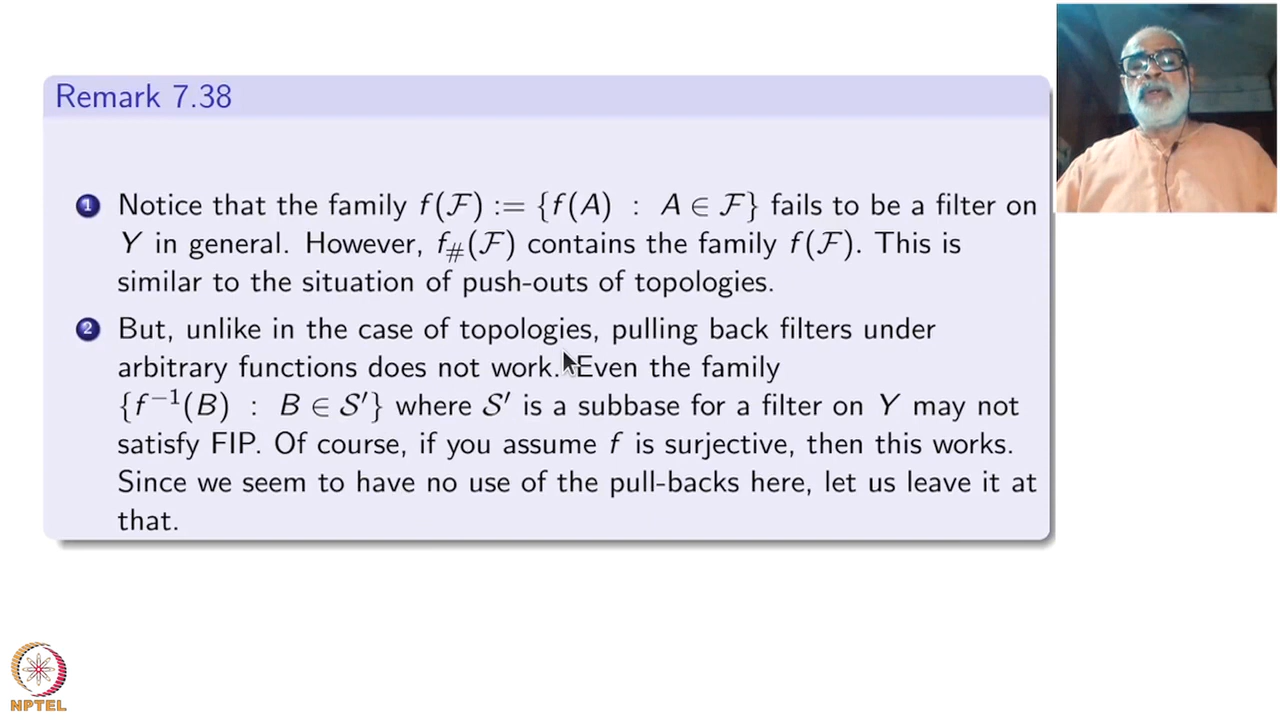 Remark 7.38
1 Notice that the family f(ℱ) := {f(A) : A ∈ ℱ} fails to be a filter on
Y in general. However, f_#(ℱ) contains the family f(ℱ). This is
similar to the situation of push-outs of topologies.
2 But, unlike in the case of topologies, pulling back filters under
arbitrary functions does not work. Even the family
{f⁻¹(B) : B ∈ 𝒮′} where 𝒮′ is a subbase for a filter on Y may not
satisfy FIP. Of course, if you assume f is surjective, then this works.
Since we seem to have no use of the pull-backs here, let us leave it at
that.
NPTEL